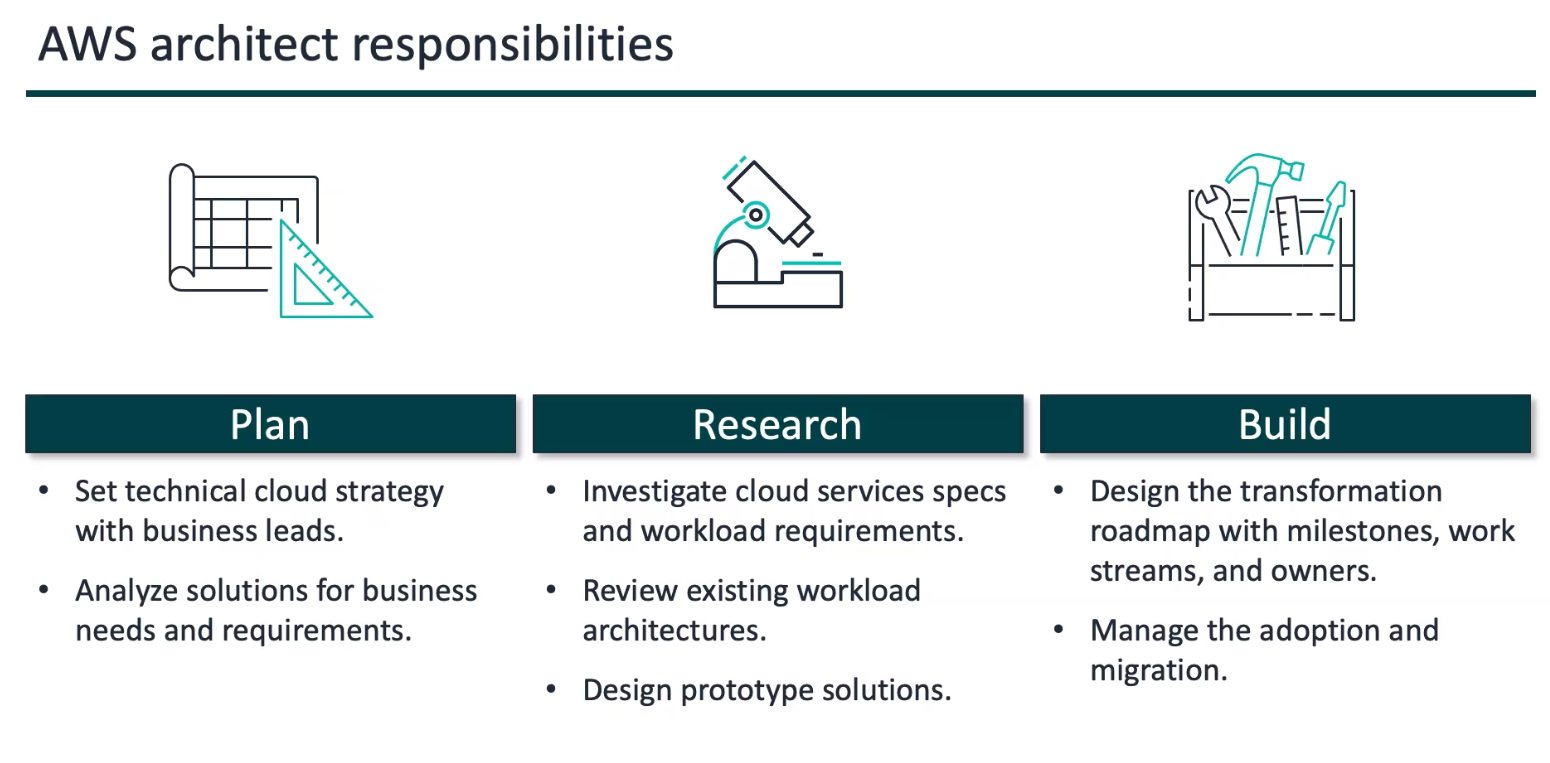 AWS architect responsibilities
Plan
• Set technical cloud strategy
with business leads.
• Analyze solutions for business
needs and requirements.
Research
• Investigate cloud services specs
and workload requirements.
• Review existing workload
architectures.
• Design prototype solutions.
Build
• Design the transformation
roadmap with milestones, work
streams, and owners.
• Manage the adoption and
migration.